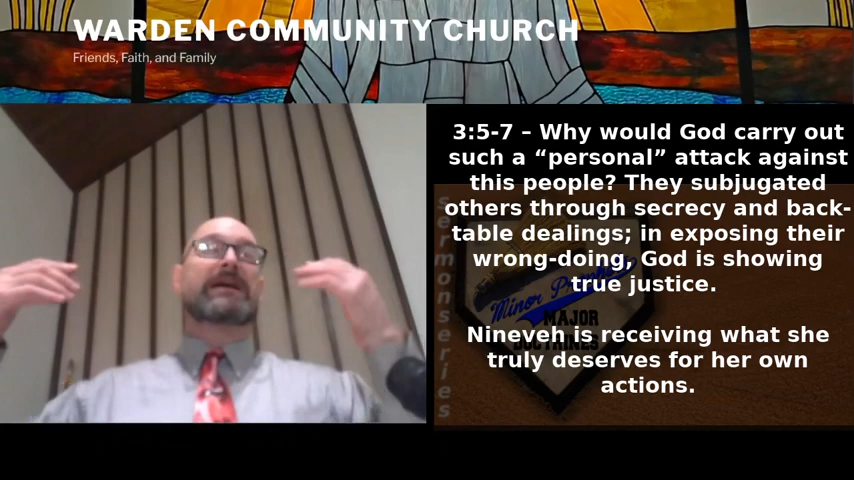 WARDEN COMMUNITY CHURCH
Friends, Faith, and Family
3:5-7 – Why would God carry out
such a “personal” attack against
this people? They subjugated
others through secrecy and back-
table dealings; in exposing their
wrong-doing, God is showing
true justice.
Nineveh is receiving what she
truly deserves for her own
actions.
sermonseries
Minor Prophets
MAJOR
DOCTRINES